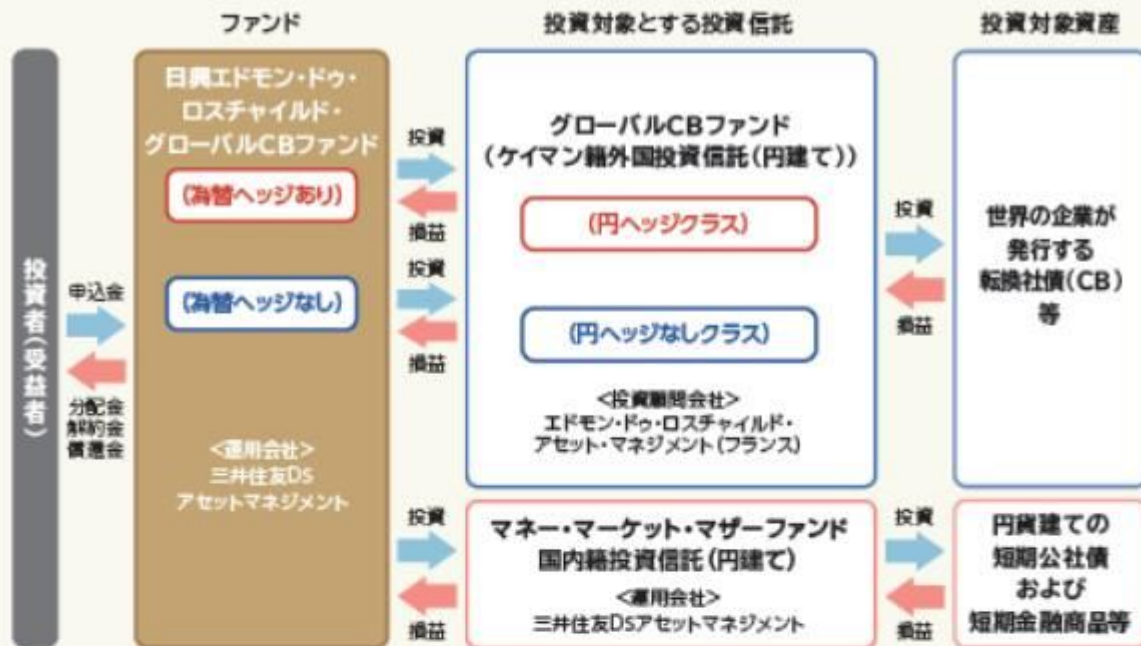 ファンド
投資対象とする投資信託
投資対象資産
投資者(受益者)
申込金
分配金
解約金
償還金
日興エドモン・ドゥ・
ロスチャイルド・
グローバルCBファンド
(為替ヘッジあり)
(為替ヘッジなし)
<運用会社>
三井住友DS
アセットマネジメント
投資
損益
投資
損益
投資
損益
グローバルCBファンド
(ケイマン籍外国投資信託(円建て))
(円ヘッジクラス)
(円ヘッジなしクラス)
<投資顧問会社>
エドモン・ドゥ・ロスチャイルド・
アセット・マネジメント(フランス)
マネー・マーケット・マザーファンド
国内籍投資信託(円建て)
<運用会社>
三井住友DSアセットマネジメント
投資
損益
投資
損益
世界の企業が
発行する
転換社債(CB)
等
円貨建ての
短期公社債
および
短期金融商品等